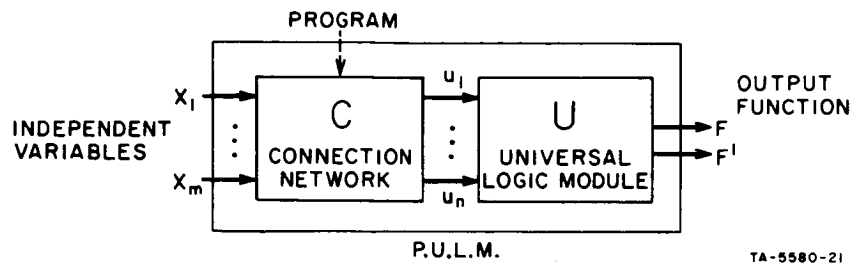 PROGRAM
INDEPENDENT
VARIABLES
X1
⋮
Xm
C
CONNECTION
NETWORK
u1
⋮
un
U
UNIVERSAL
LOGIC MODULE
F
F'
OUTPUT
FUNCTION
P.U.L.M.
TA-5580-21